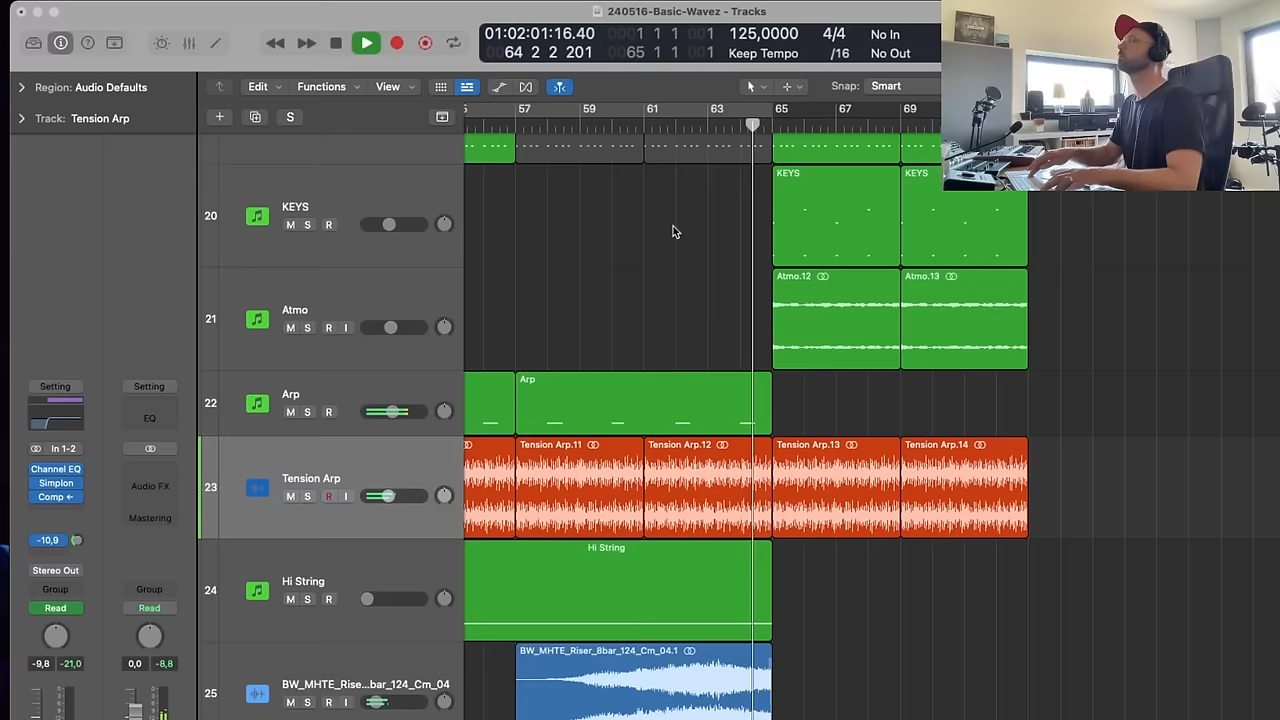 240516-Basic-Wavez - Tracks
01:02:01:16.40
64 2 2 201
0001 1 1 001
0065 1 1 001
125,0000
Keep Tempo
4/4
/16
No In
No Out
Region: Audio Defaults
Track: Tension Arp
Edit
Functions
View
Snap: Smart
S
57
59
61
63
65
67
69
20
KEYS
M S R
KEYS
KEYS
21
Atmo
M S R I
Atmo.12
Atmo.13
22
Arp
M S R
Arp
23
Tension Arp
M S R I
Tension Arp.11
Tension Arp.12
Tension Arp.13
Tension Arp.14
24
Hi String
M S R
Hi String
25
BW_MHTE_Rise...bar_124_Cm_04
M S R I
BW_MHTE_Riser_8bar_124_Cm_04.1
Setting
Setting
EQ
In 1-2
Channel EQ
Simplon
Comp
Audio FX
Mastering
-10,9
Stereo Out
Group
Group
Read
Read
-9,8
-21,0
0,0
-8,8